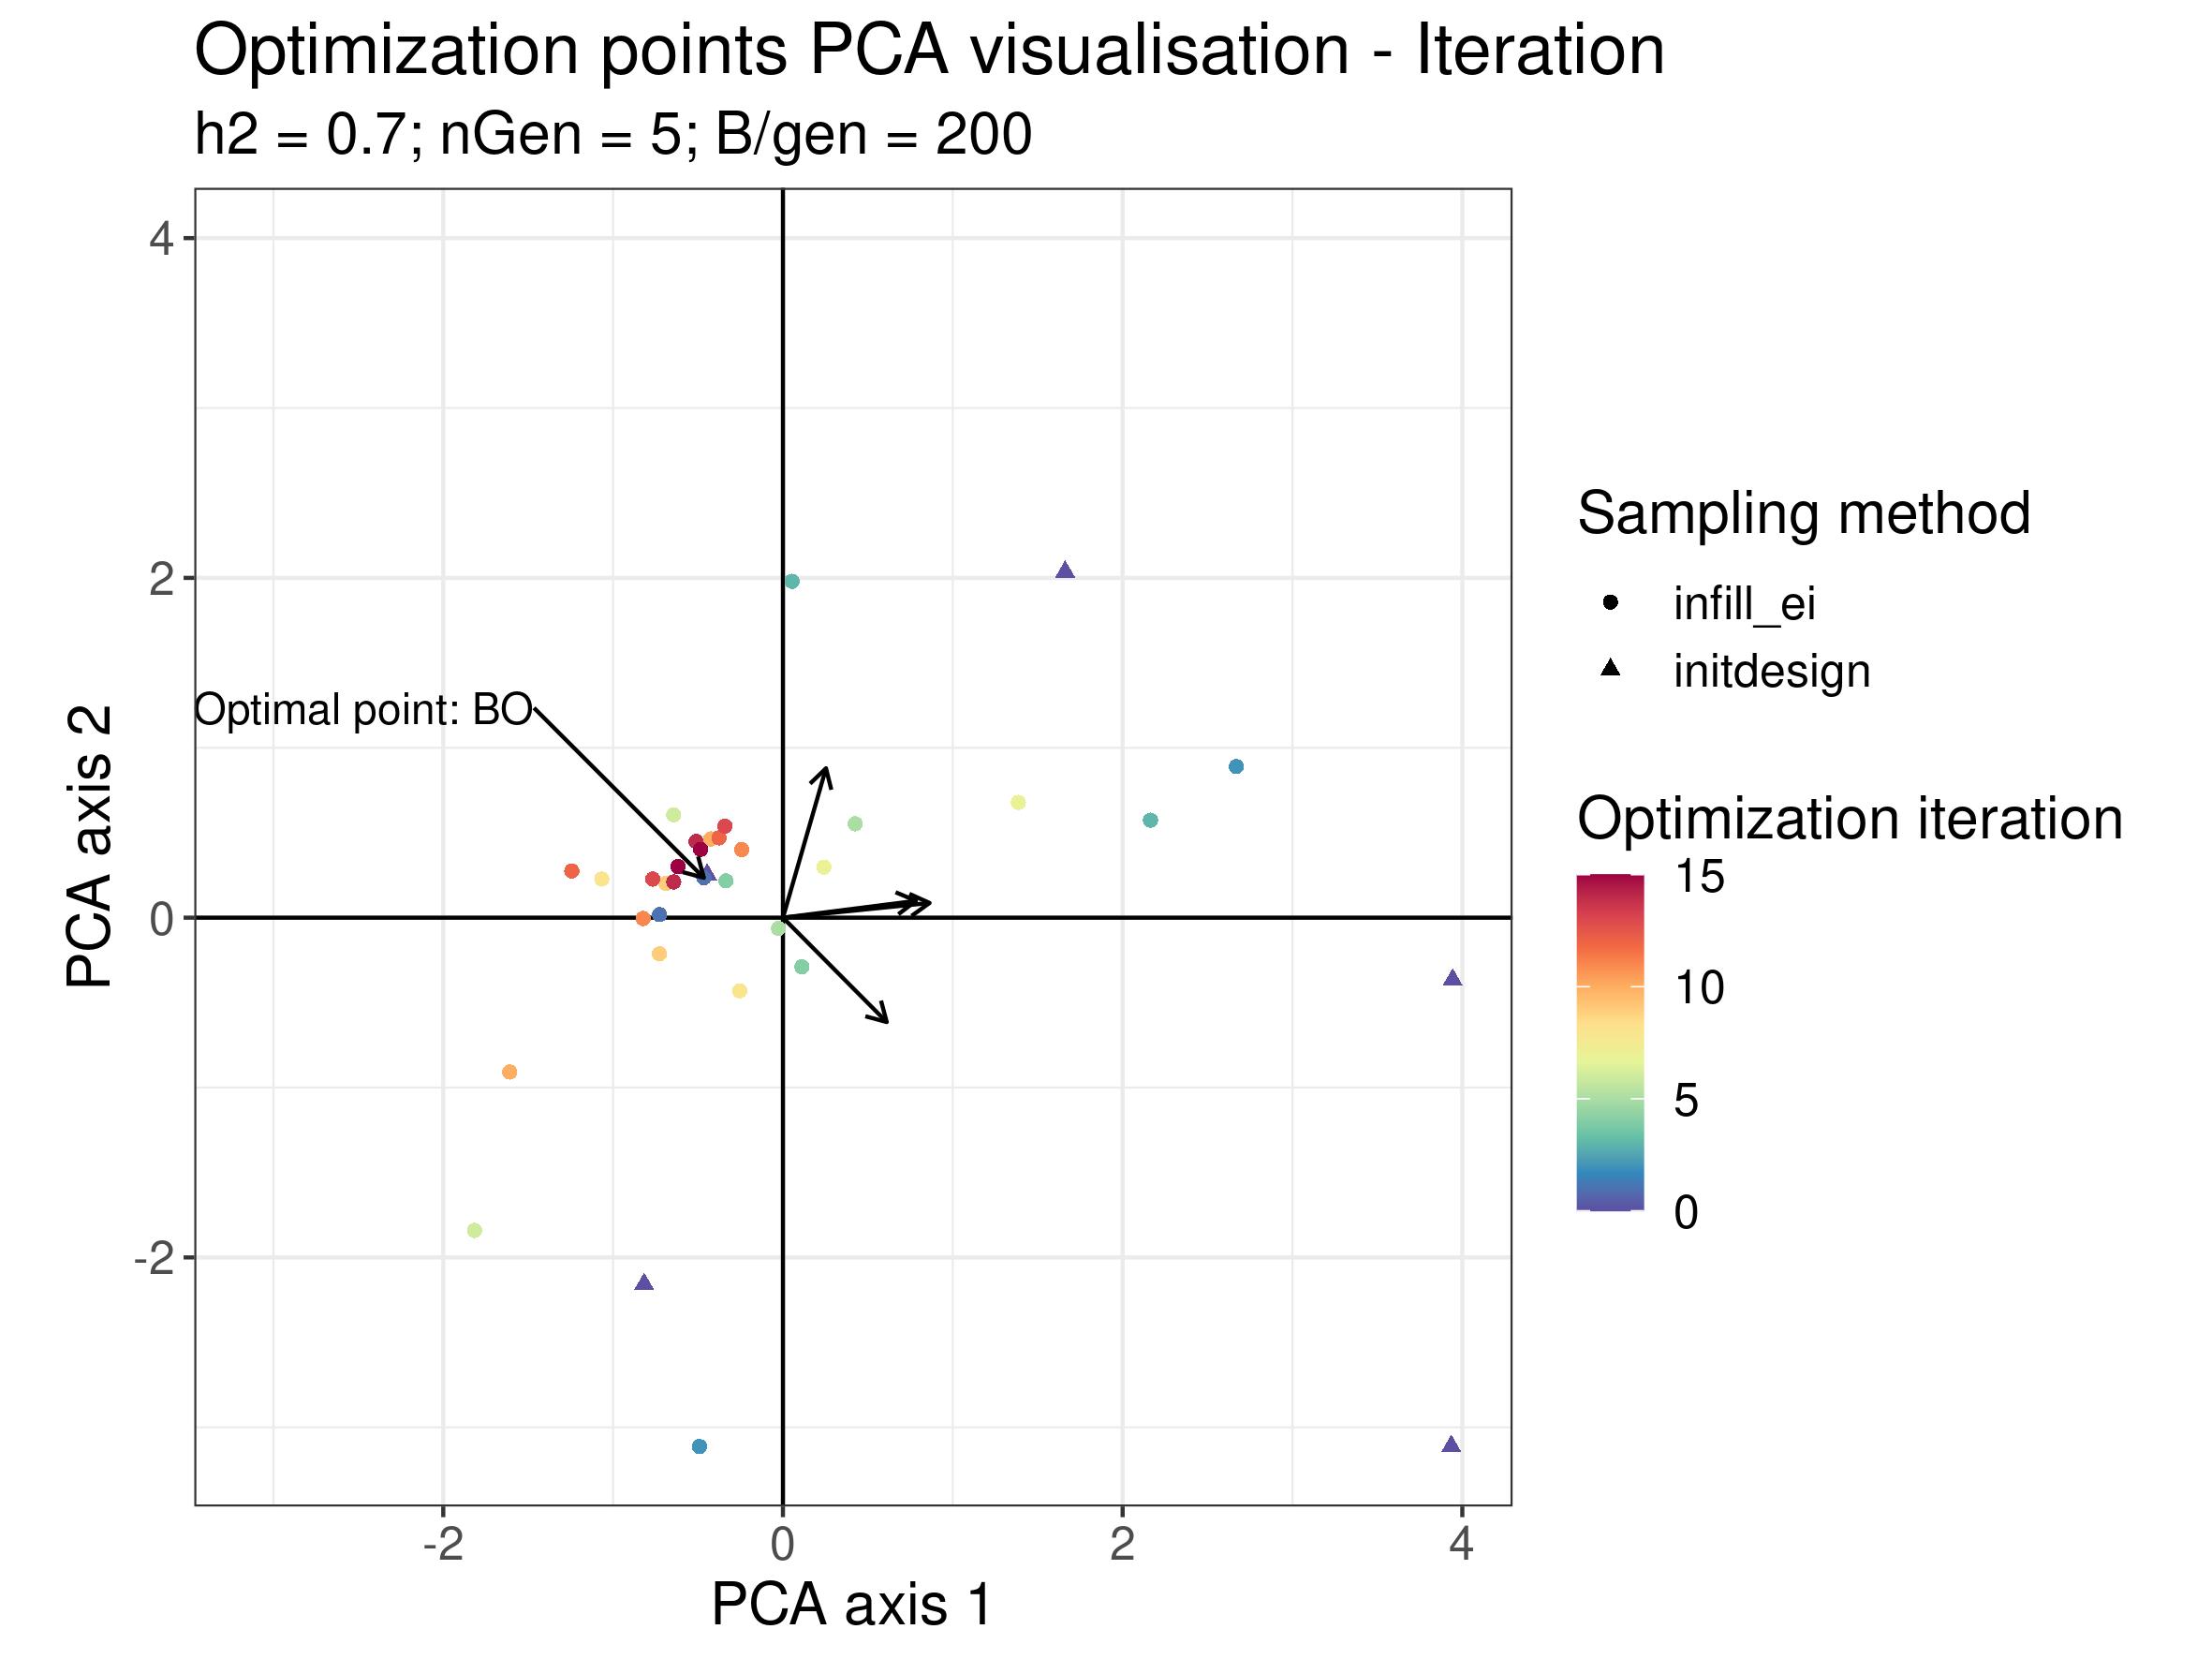 Optimization points PCA visualisation - Iteration
h2 = 0.7; nGen = 5; B/gen = 200
4
2
0
-2
PCA axis 2
Optimal point: BO
-2
0
2
4
PCA axis 1
Sampling method
infill_ei
initdesign
Optimization iteration
15
10
5
0